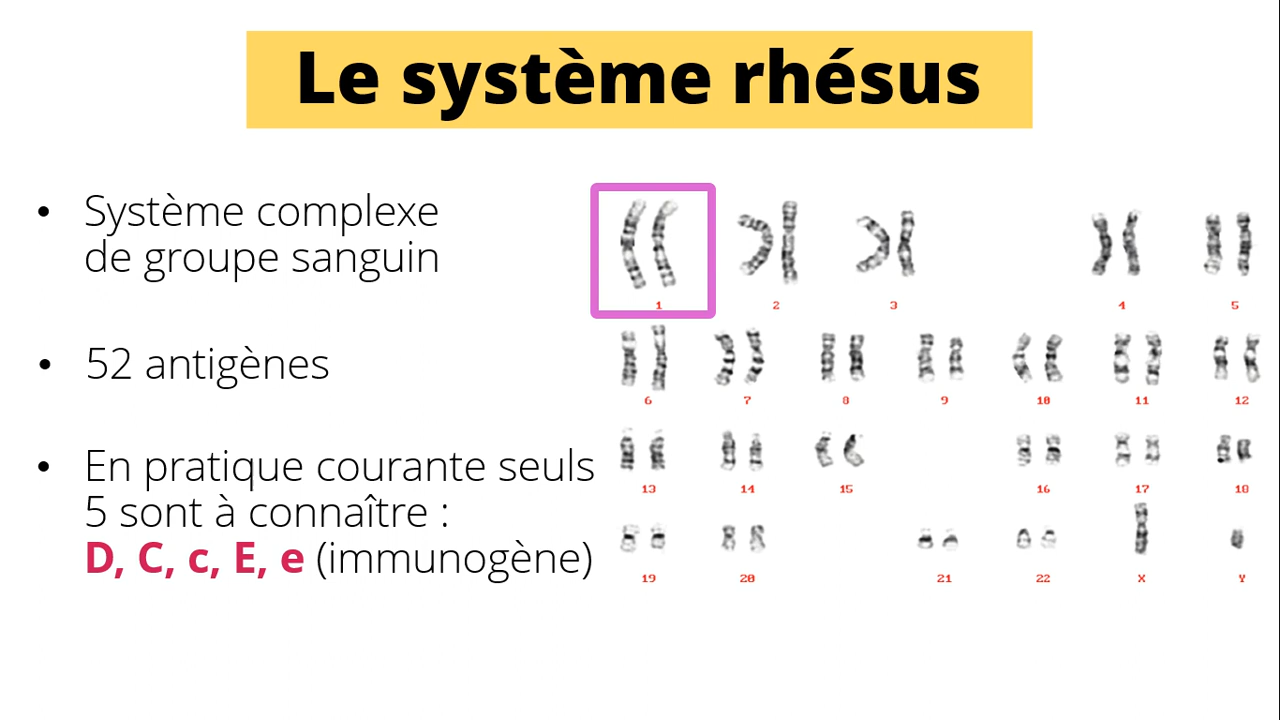 Le système rhésus
• Système complexe
de groupe sanguin
• 52 antigènes
• En pratique courante seuls
5 sont à connaître :
D, C, c, E, e (immunogène)
1 2 3 4 5
6 7 8 9 10 11 12
13 14 15 16 17 18
19 20 21 22 X Y